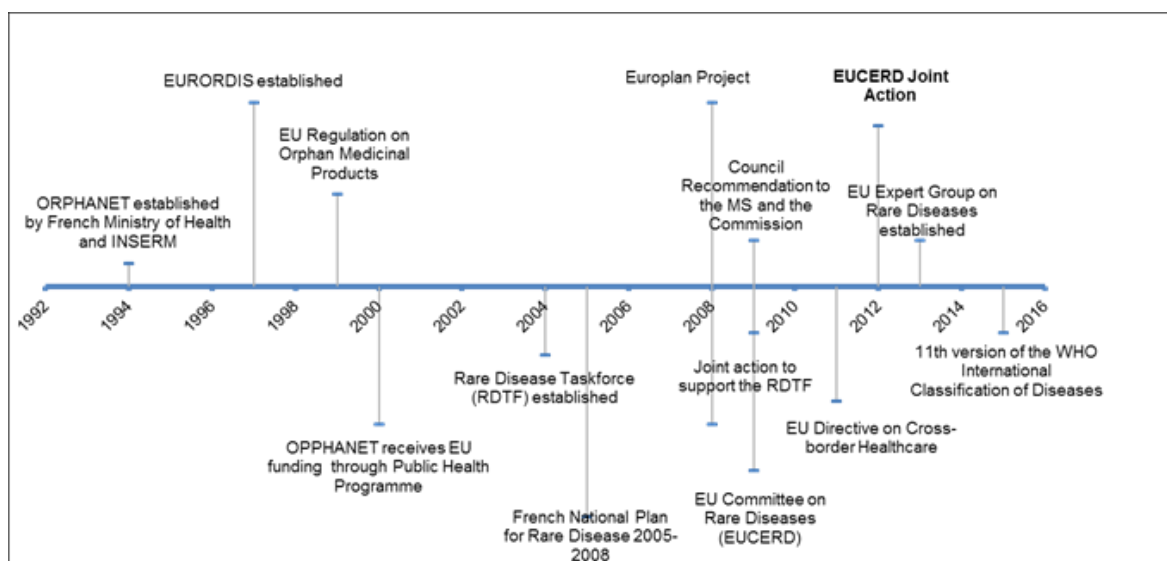 EURORDIS established
Europlan Project
EUCERD Joint
Action
EU Regulation on
Orphan Medicinal
Products
Council
Recommendation to
the MS and the
Commission
ORPHANET established
by French Ministry of Health
and INSERM
EU Expert Group on
Rare Diseases
established
1992
1994
1996
1998
2000
2002
2004
2006
2008
2010
2012
2014
2016
Rare Disease Taskforce
(RDTF) established
Joint action to
support the RDTF
11th version of the WHO
International
Classification of Diseases
OPPHANET receives EU
funding through Public Health
Programme
EU Directive on Cross-
border Healthcare
French National Plan
for Rare Disease 2005-
2008
EU Committee on
Rare Diseases
(EUCERD)